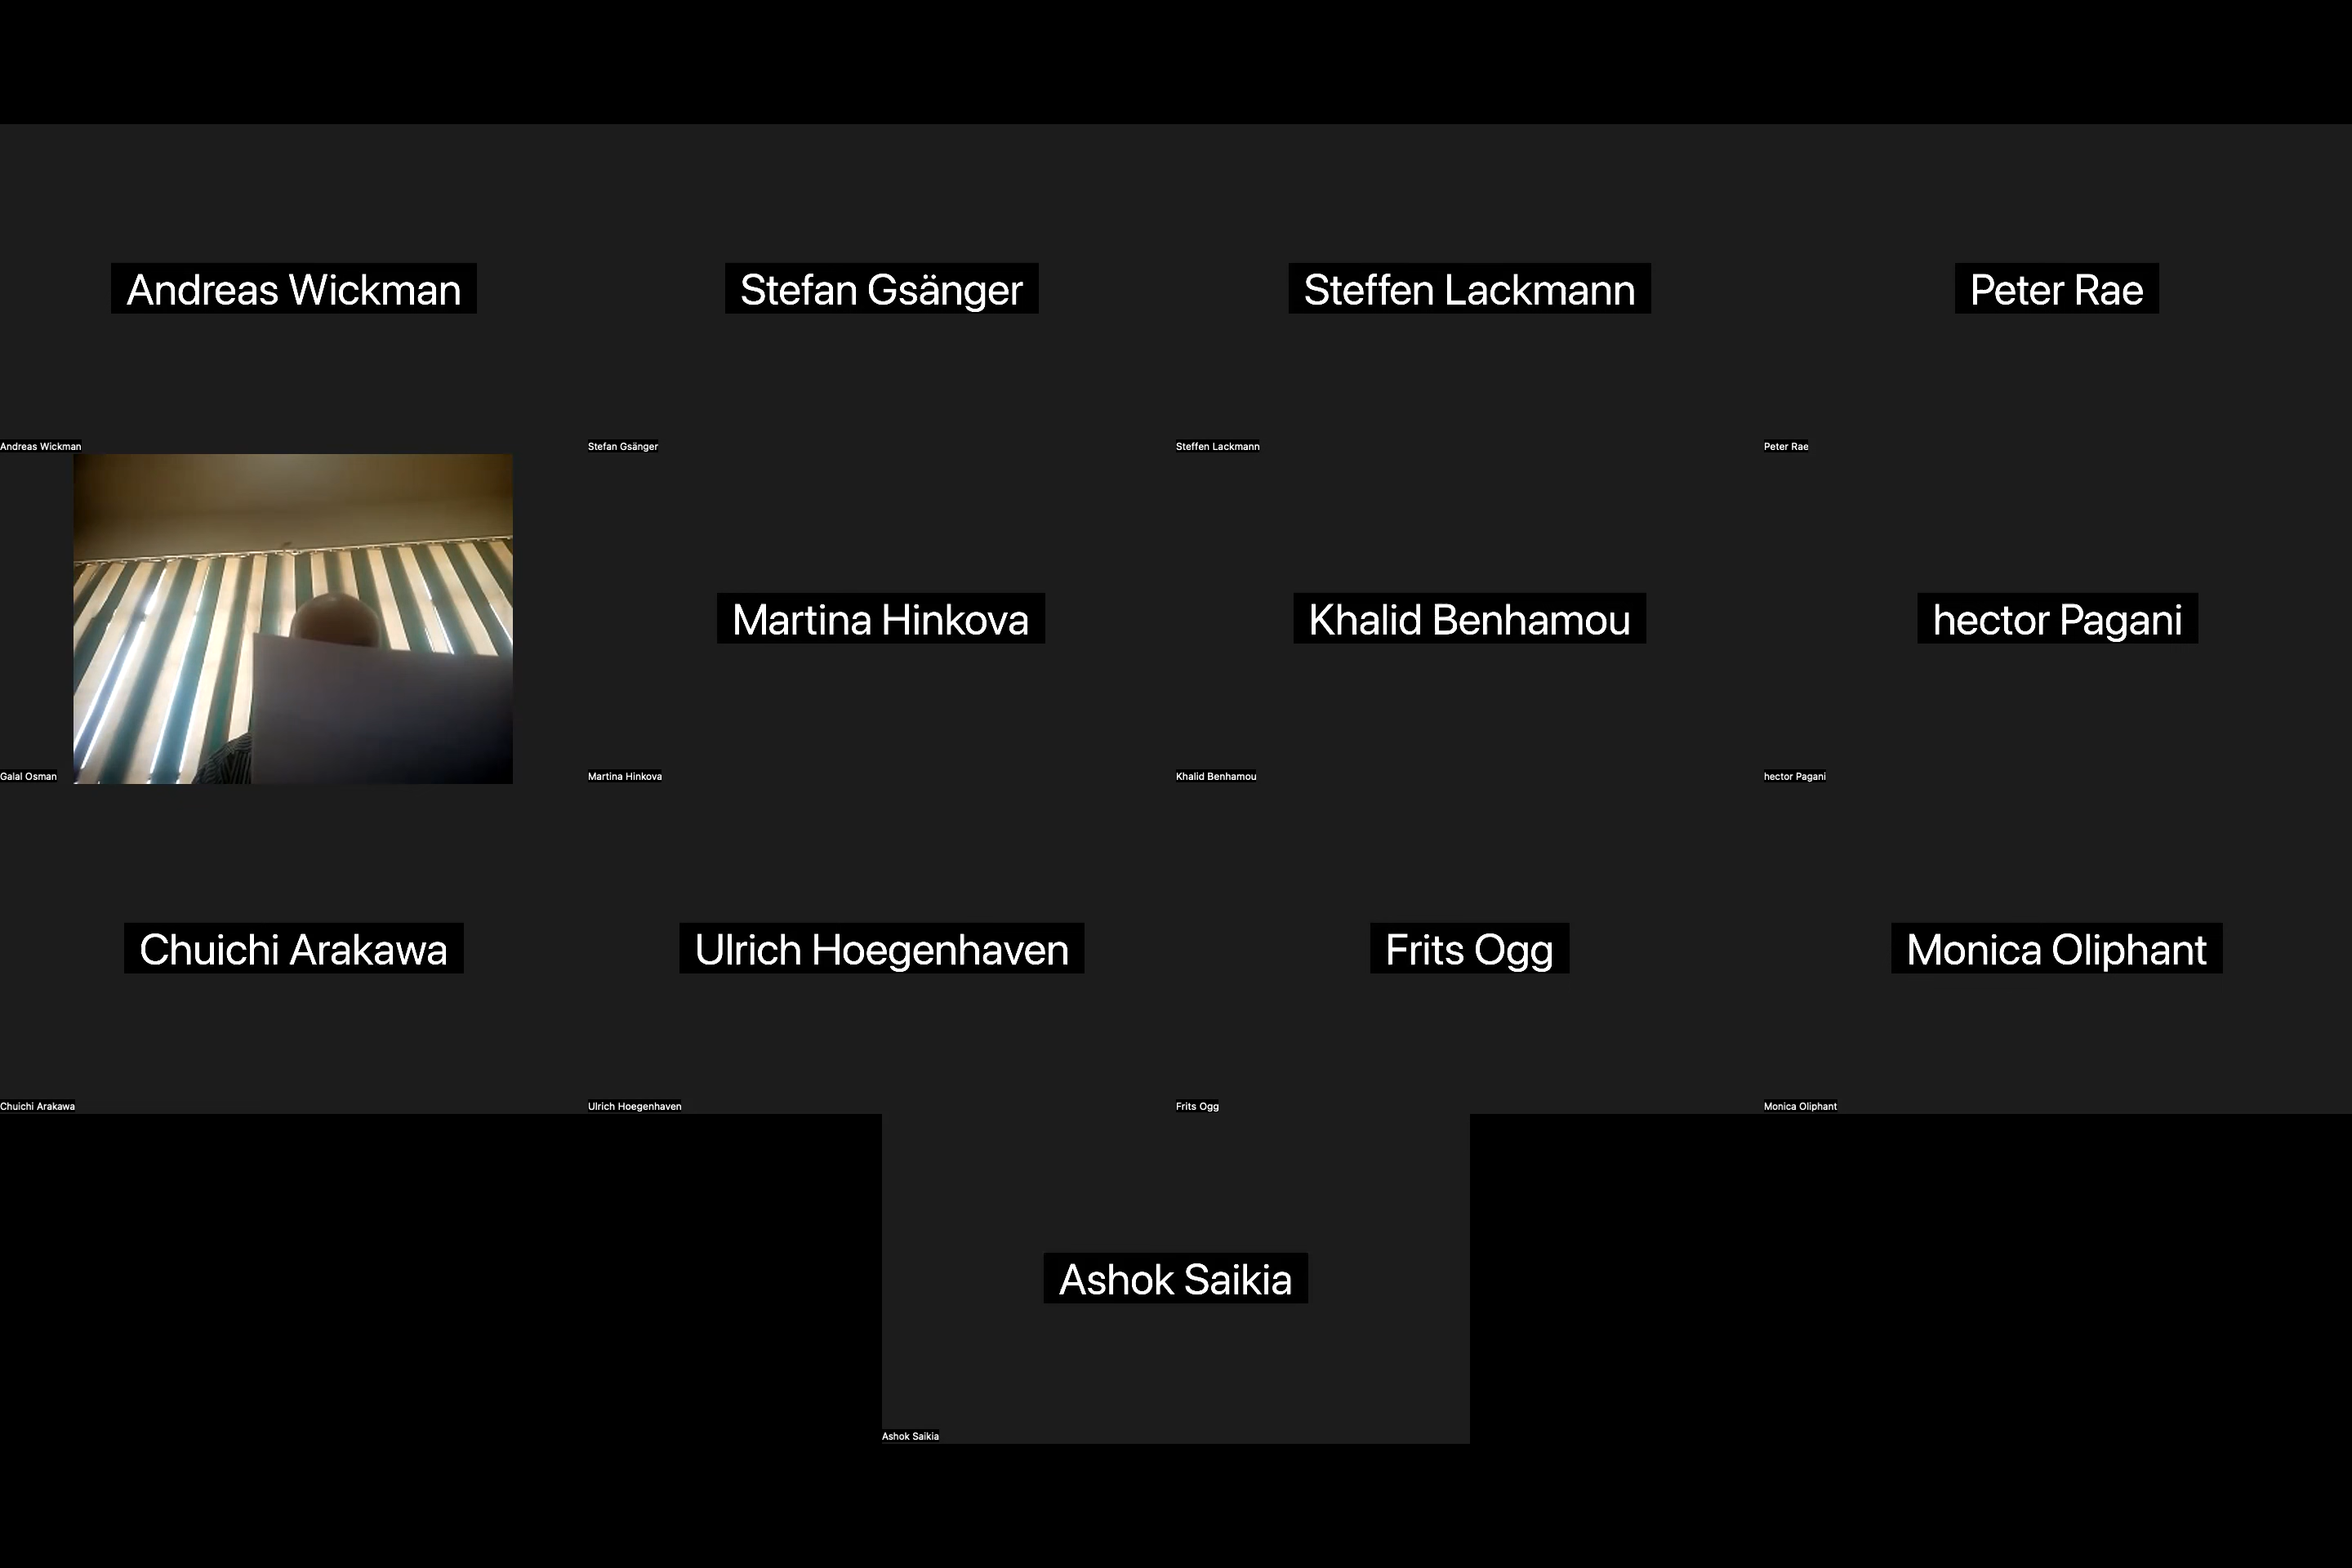 Andreas Wickman
Stefan Gsänger
Steffen Lackmann
Peter Rae
Andreas Wickman
Stefan Gsänger
Steffen Lackmann
Peter Rae
Martina Hinkova
Khalid Benhamou
hector Pagani
Galal Osman
Martina Hinkova
Khalid Benhamou
hector Pagani
Chuichi Arakawa
Ulrich Hoegenhaven
Frits Ogg
Monica Oliphant
Chuichi Arakawa
Ulrich Hoegenhaven
Frits Ogg
Monica Oliphant
Ashok Saikia
Ashok Saikia